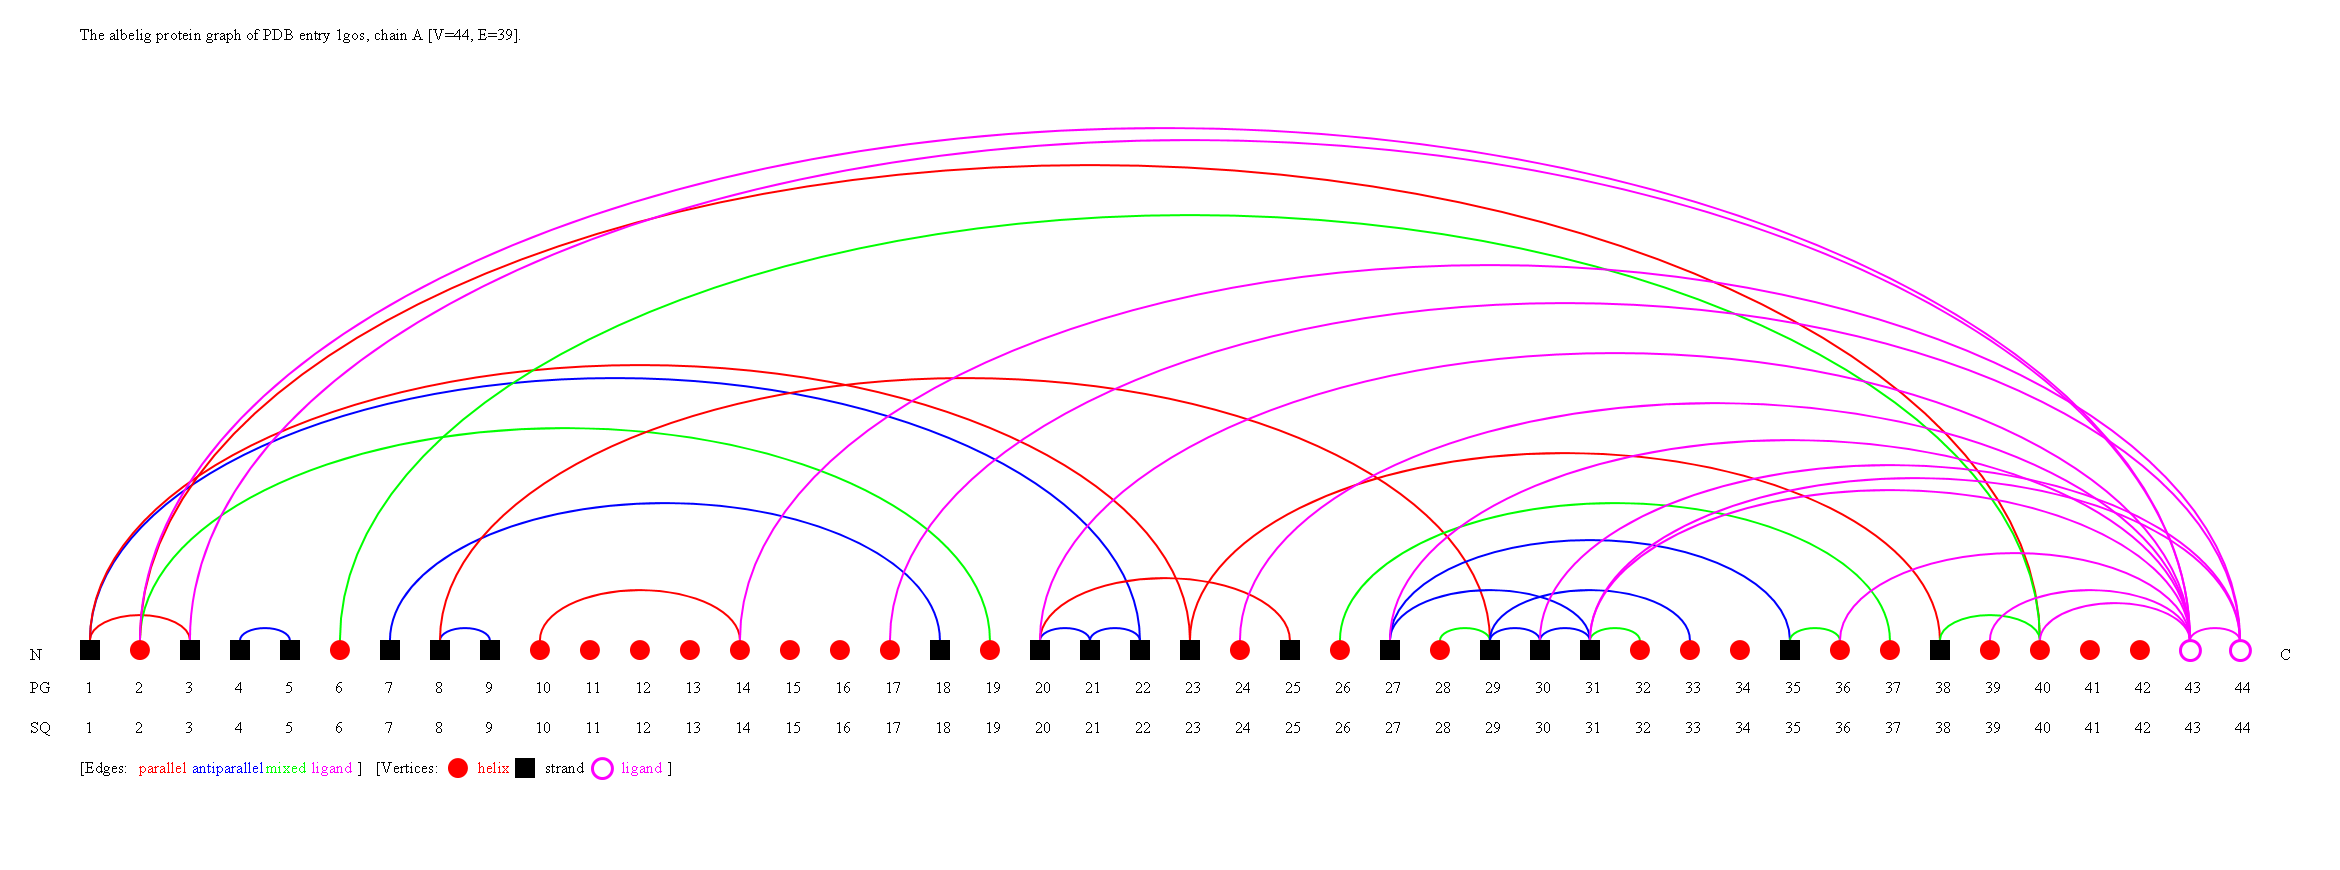 The albelig protein graph of PDB entry 1gos, chain A [V=44, E=39].
N C
PG 1 2 3 4 5 6 7 8 9 10 11 12 13 14 15 16 17 18 19 20 21 22 23 24 25 26 27 28 29 30 31 32 33 34 35 36 37 38 39 40 41 42 43 44
SQ 1 2 3 4 5 6 7 8 9 10 11 12 13 14 15 16 17 18 19 20 21 22 23 24 25 26 27 28 29 30 31 32 33 34 35 36 37 38 39 40 41 42 43 44
[Edges: parallel antiparallel mixed ligand ] [Vertices: helix strand ligand ]